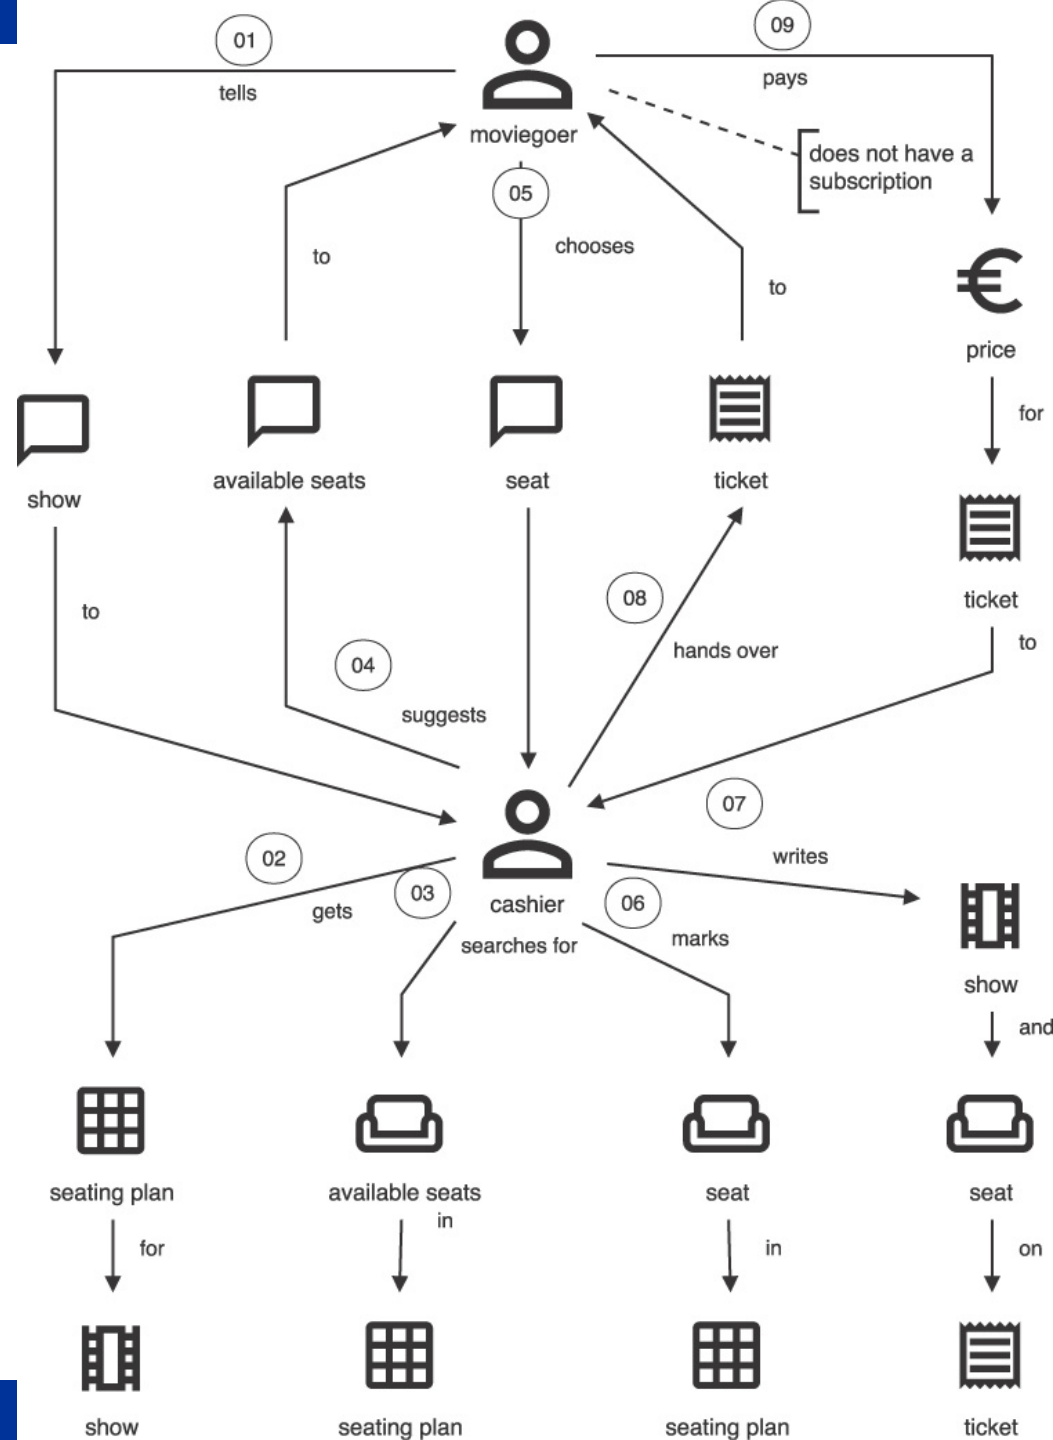 01
09
tells
pays
moviegoer
does not have a
subscription
05
chooses
to
to
price
for
available seats
seat
ticket
show
ticket
to
to
08
hands over
04
suggests
07
writes
02
03
06
gets
cashier
marks
searches for
show
and
seating plan
available seats
seat
seat
in
for
in
on
show
seating plan
seating plan
ticket